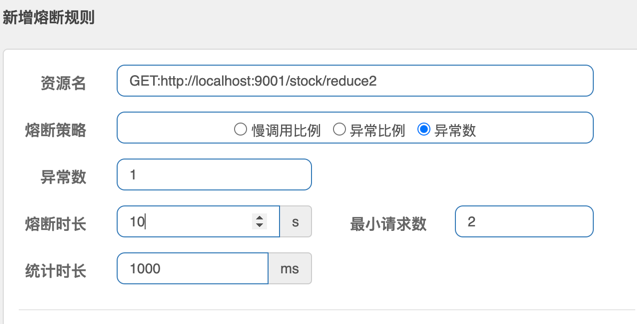 新增熔断规则
资源名 GET:http://localhost:9001/stock/reduce2
熔断策略 慢调用比例 异常比例 异常数
异常数 1
熔断时长 10 s 最小请求数 2
统计时长 1000 ms